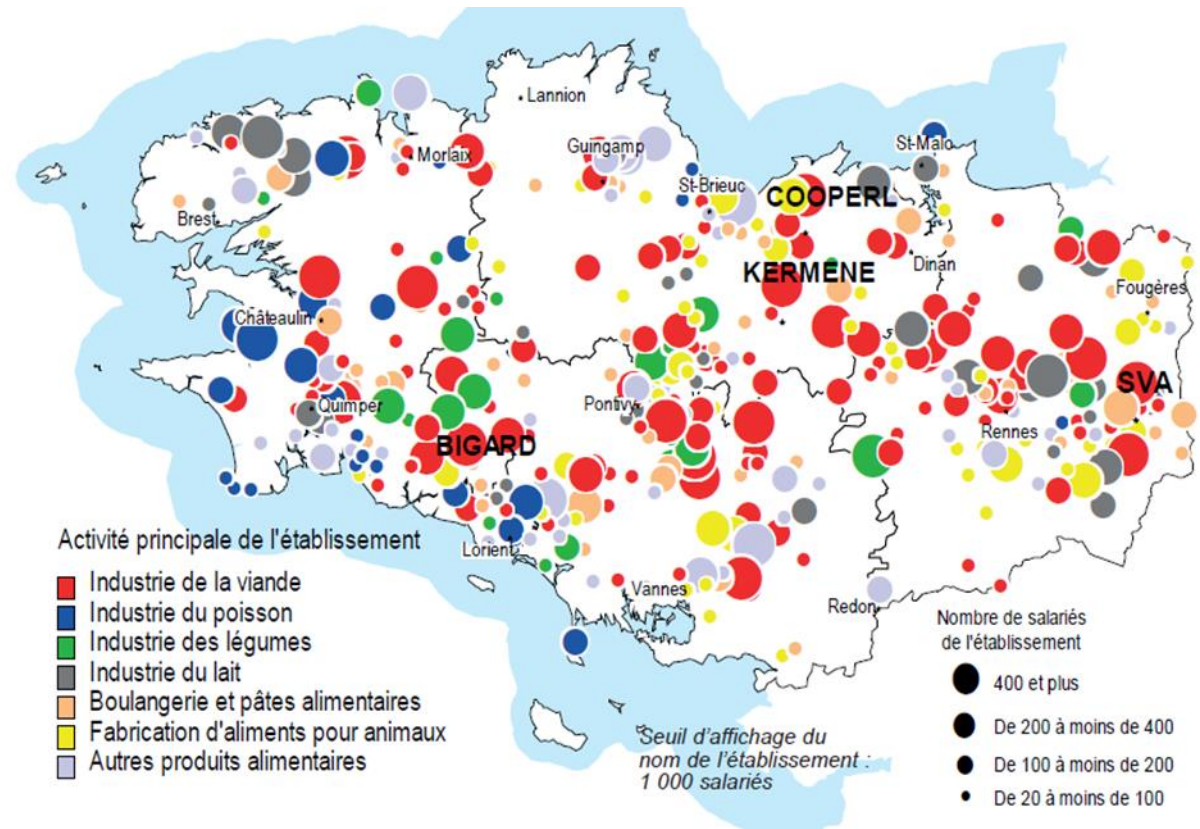 Lannion
Morlaix
Guingamp
St-Malo
Brest
St-Brieuc
COOPERL
Dinan
KERMENE
Fougères
Châteaulin
Pontivy
SVA
Quimper
Rennes
BIGARD
Lorient
Vannes
Redon
Activité principale de l'établissement
Industrie de la viande
Industrie du poisson
Industrie des légumes
Industrie du lait
Boulangerie et pâtes alimentaires
Fabrication d'aliments pour animaux
Autres produits alimentaires
Seuil d'affichage du
nom de l'établissement :
1 000 salariés
Nombre de salariés
de l'établissement
400 et plus
De 200 à moins de 400
De 100 à moins de 200
De 20 à moins de 100